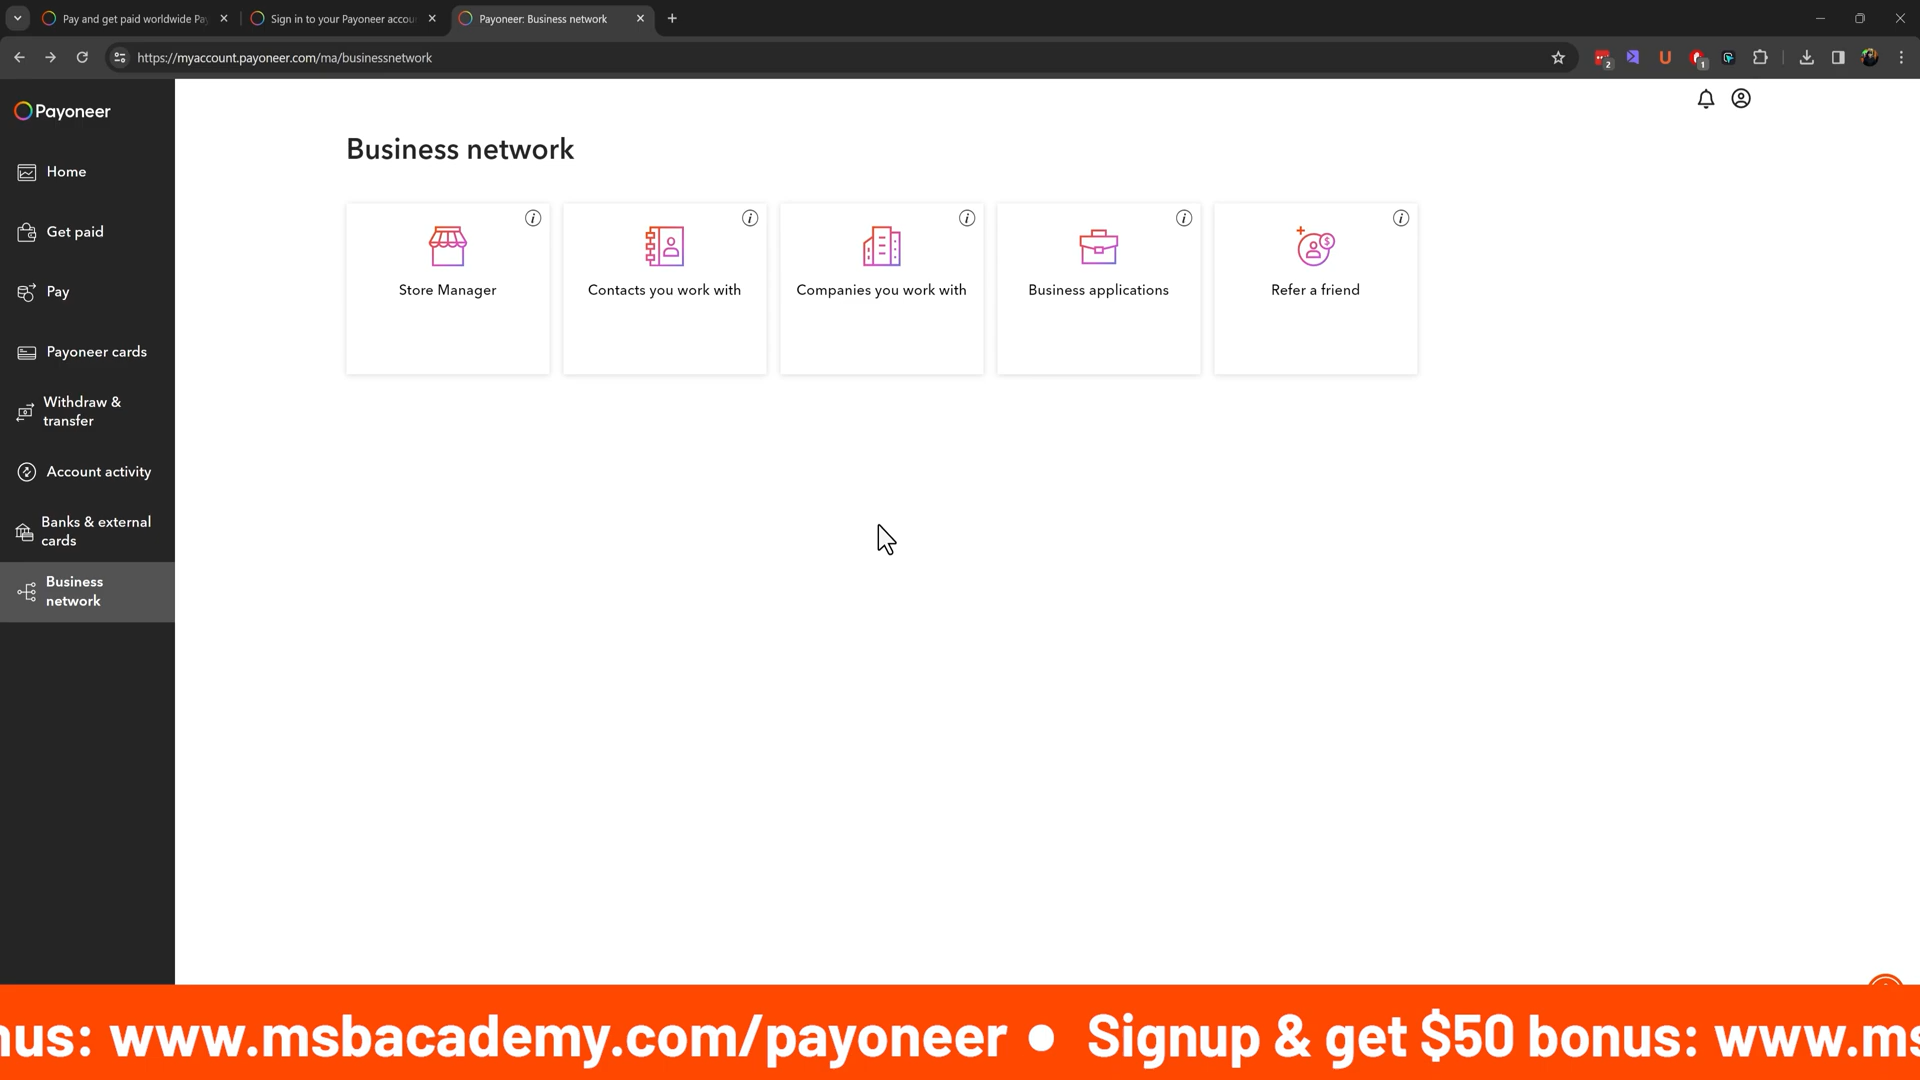 Pay and get paid worldwide Pay
Sign in to your Payoneer accou
Payoneer: Business network
https://myaccount.payoneer.com/ma/businessnetwork
2
1
Payoneer
Home
Get paid
Pay
Payoneer cards
Withdraw &
transfer
Account activity
Banks & external
cards
Business
network
Business network
Store Manager
Contacts you work with
Companies you work with
Business applications
Refer a friend
nus: www.msbacademy.com/payoneer ● Signup & get $50 bonus: www.ms